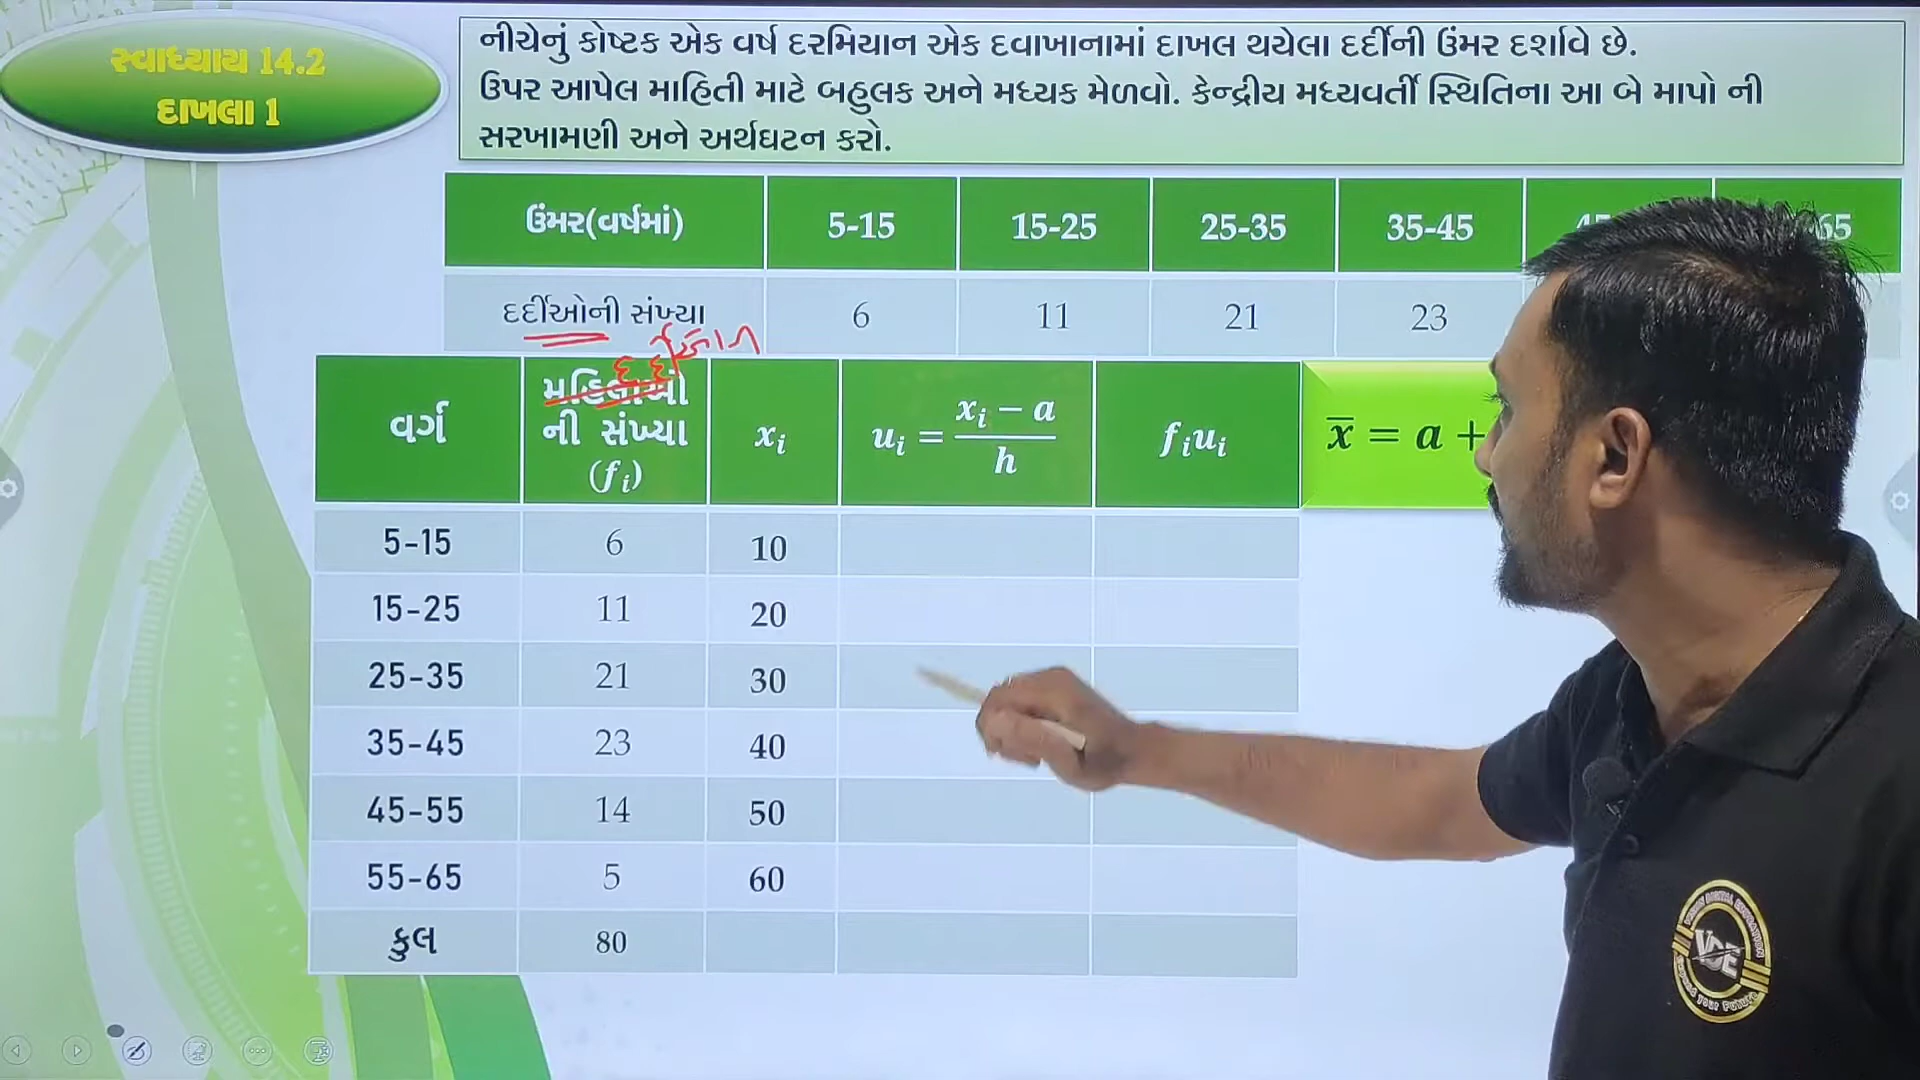 સ્વાધ્યાય 14.2
દાખલા 1
નીચેનું કોષ્ટક એક વર્ષ દરમિયાન એક દવાખાનામાં દાખલ થયેલા દર્દીની ઉંમર દર્શાવે છે.
ઉપર આપેલ માહિતી માટે બહુલક અને મધ્યક મેળવો. કેન્દ્રીય મધ્યવર્તી સ્થિતિના આ બે માપો ની
સરખામણી અને અર્થઘટન કરો.
ઉંમર(વર્ષમાં) 5-15 15-25 25-35 35-45
દર્દીઓની સંખ્યા 6 11 21 23
વર્ગ મહિલાઓ ની સંખ્યા (fᵢ) xᵢ uᵢ = (xᵢ − a)/h fᵢuᵢ x̅ = a +
5-15 6 10
15-25 11 20
25-35 21 30
35-45 23 40
45-55 14 50
55-65 5 60
કુલ 80
VDE